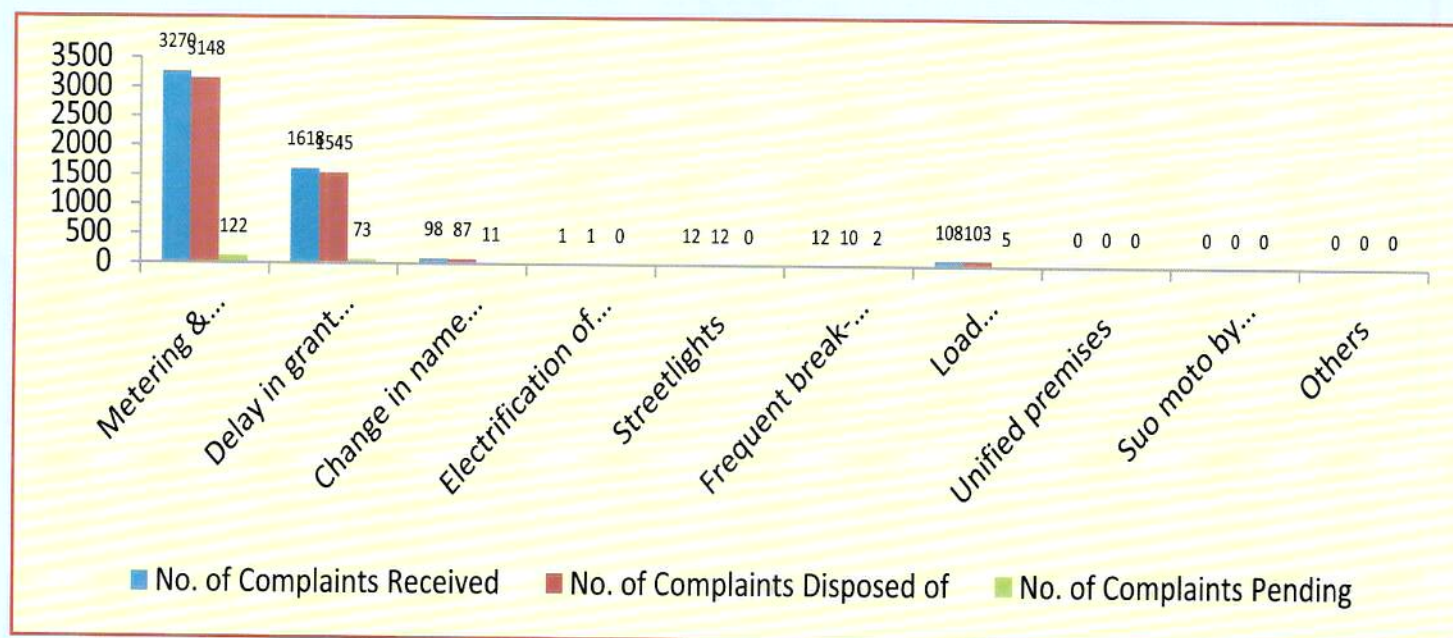 3500
3000
2500
2000
1500
1000
500
0
3270 3148 122
1618 1545 73
98 87 11
1 1 0
12 12 0
12 10 2
108 103 5
0 0 0
0 0 0
0 0 0
Metering &...
Delay in grant...
Change in name...
Electrification of...
Streetlights
Frequent break-...
Load...
Unified premises
Suo moto by...
Others
No. of Complaints Received
No. of Complaints Disposed of
No. of Complaints Pending